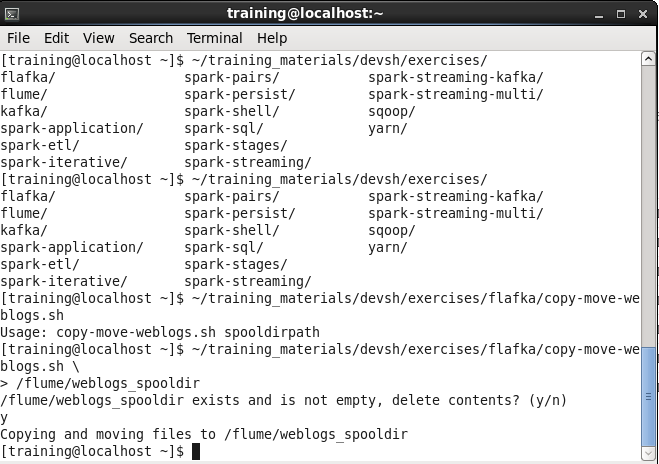 training@localhost:~
File Edit View Search Terminal Help
[training@localhost ~]$ ~/training_materials/devsh/exercises/
flafka/ spark-pairs/ spark-streaming-kafka/
flume/ spark-persist/ spark-streaming-multi/
kafka/ spark-shell/ sqoop/
spark-application/ spark-sql/ yarn/
spark-etl/ spark-stages/
spark-iterative/ spark-streaming/
[training@localhost ~]$ ~/training_materials/devsh/exercises/
flafka/ spark-pairs/ spark-streaming-kafka/
flume/ spark-persist/ spark-streaming-multi/
kafka/ spark-shell/ sqoop/
spark-application/ spark-sql/ yarn/
spark-etl/ spark-stages/
spark-iterative/ spark-streaming/
[training@localhost ~]$ ~/training_materials/devsh/exercises/flafka/copy-move-we
blogs.sh
Usage: copy-move-weblogs.sh spooldirpath
[training@localhost ~]$ ~/training_materials/devsh/exercises/flafka/copy-move-we
blogs.sh \
> /flume/weblogs_spooldir
/flume/weblogs_spooldir exists and is not empty, delete contents? (y/n)
y
Copying and moving files to /flume/weblogs_spooldir
[training@localhost ~]$